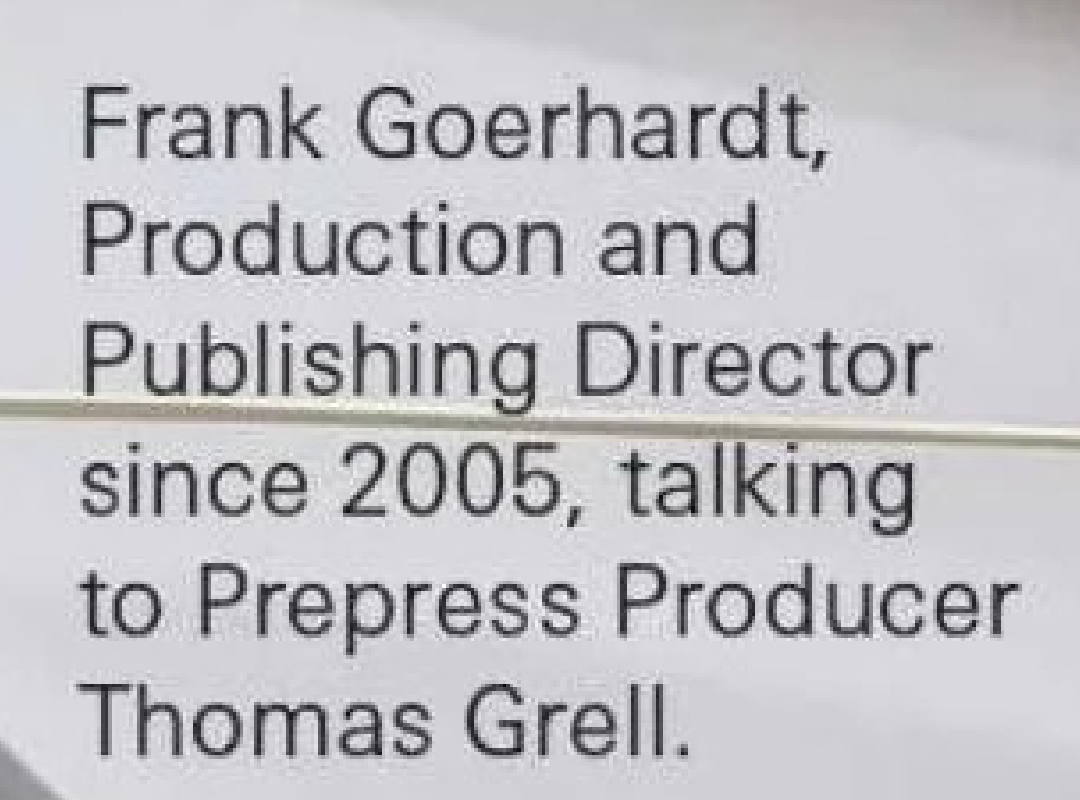 Frank Goerhardt,
Production and
Publishing Director
since 2005, talking
to Prepress Producer
Thomas Grell.